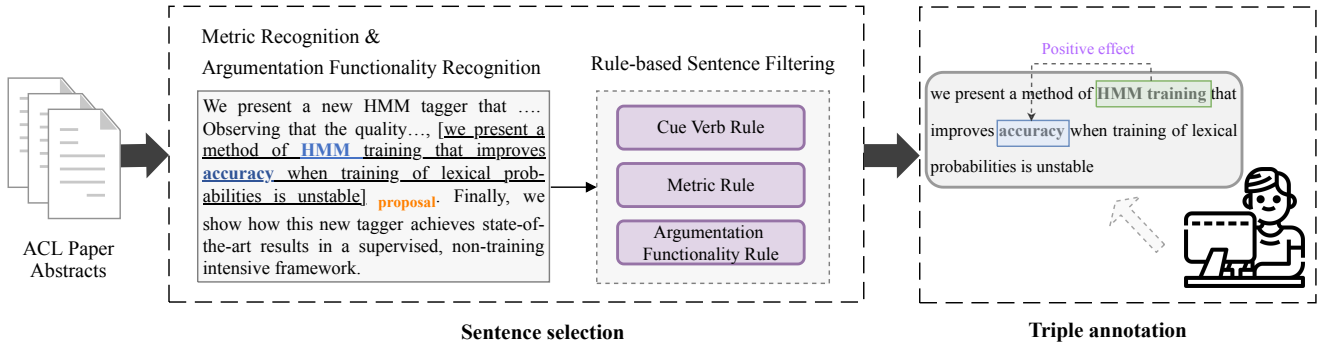 ACL Paper
Abstracts
Metric Recognition &
Argumentation Functionality Recognition
We present a new HMM tagger that ….
Observing that the quality…, [we present a
method of HMM training that improves
accuracy when training of lexical prob-
abilities is unstable] proposal. Finally, we
show how this new tagger achieves state-of-
the-art results in a supervised, non-training
intensive framework.
Rule-based Sentence Filtering
Cue Verb Rule
Metric Rule
Argumentation
Functionality Rule
Sentence selection
Positive effect
we present a method of HMM training that
improves accuracy when training of lexical
probabilities is unstable
Triple annotation